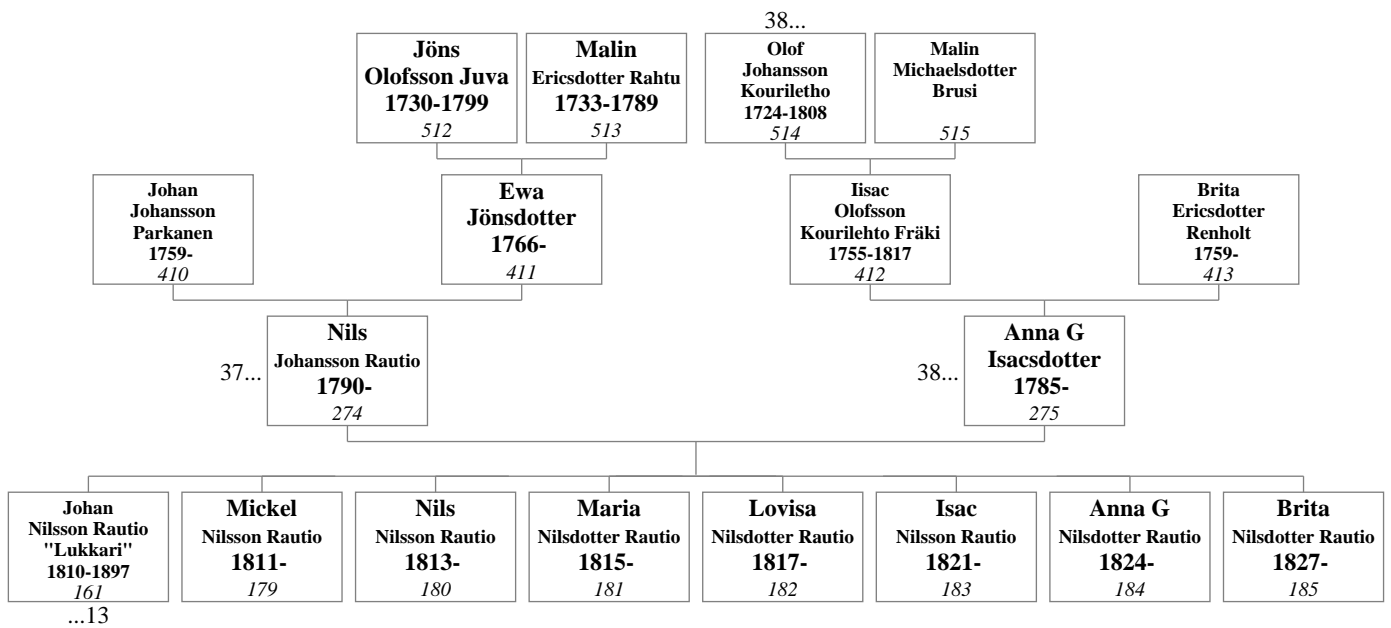 38...
Jöns
Olofsson Juva
1730-1799
512
Malin
Ericsdotter Rahtu
1733-1789
513
Olof
Johansson
Kouriletho
1724-1808
514
Malin
Michaelsdotter
Brusi
515
Johan
Johansson
Parkanen
1759-
410
Ewa
Jönsdotter
1766-
411
Iisac
Olofsson
Kourilehto Fräki
1755-1817
412
Brita
Ericsdotter
Renholt
1759-
413
37...
Nils
Johansson Rautio
1790-
274
38...
Anna G
Isacsdotter
1785-
275
Johan
Nilsson Rautio
"Lukkari"
1810-1897
161
...13
Mickel
Nilsson Rautio
1811-
179
Nils
Nilsson Rautio
1813-
180
Maria
Nilsdotter Rautio
1815-
181
Lovisa
Nilsdotter Rautio
1817-
182
Isac
Nilsson Rautio
1821-
183
Anna G
Nilsdotter Rautio
1824-
184
Brita
Nilsdotter Rautio
1827-
185